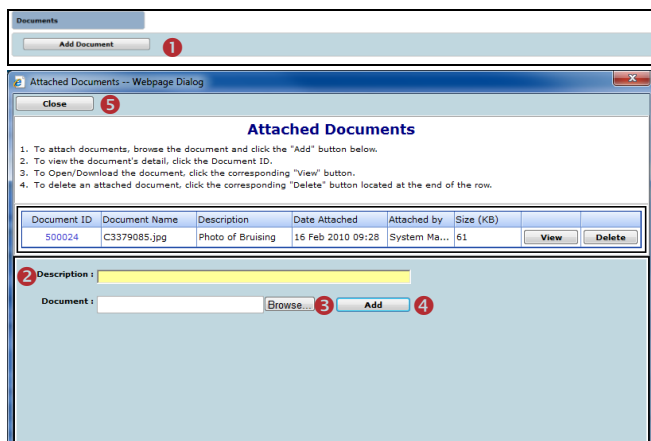 Documents
Add Document 1
Attached Documents -- Webpage Dialog x
Close 5
Attached Documents
1. To attach documents, browse the document and click the "Add" button below.
2. To view the document's detail, click the Document ID.
3. To Open/Download the document, click the corresponding "View" button.
4. To delete an attached document, click the corresponding "Delete" button located at the end of the row.
Document ID Document Name Description Date Attached Attached by Size (KB)
500024 C3379085.jpg Photo of Bruising 16 Feb 2010 09:28 System Ma... 61 View Delete
2 Description :
Document : Browse... 3 Add 4